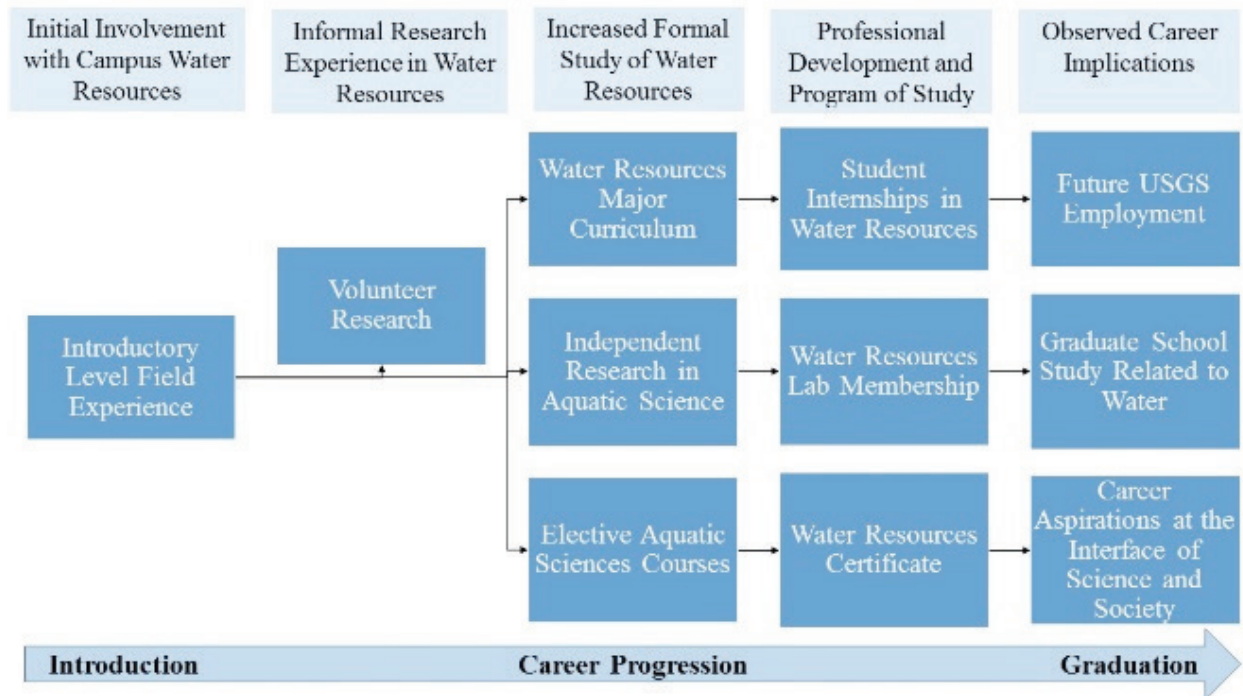 Initial Involvement
with Campus Water
Resources
Informal Research
Experience in Water
Resources
Increased Formal
Study of Water
Resources
Professional
Development and
Program of Study
Observed Career
Implications
Introductory
Level Field
Experience
Volunteer
Research
Water Resources
Major
Curriculum
Student
Internships in
Water Resources
Future USGS
Employment
Independent
Research in
Aquatic Science
Water Resources
Lab Membership
Graduate School
Study Related to
Water
Elective Aquatic
Sciences Courses
Water Resources
Certificate
Career
Aspirations at the
Interface of
Science and
Society
Introduction
Career Progression
Graduation